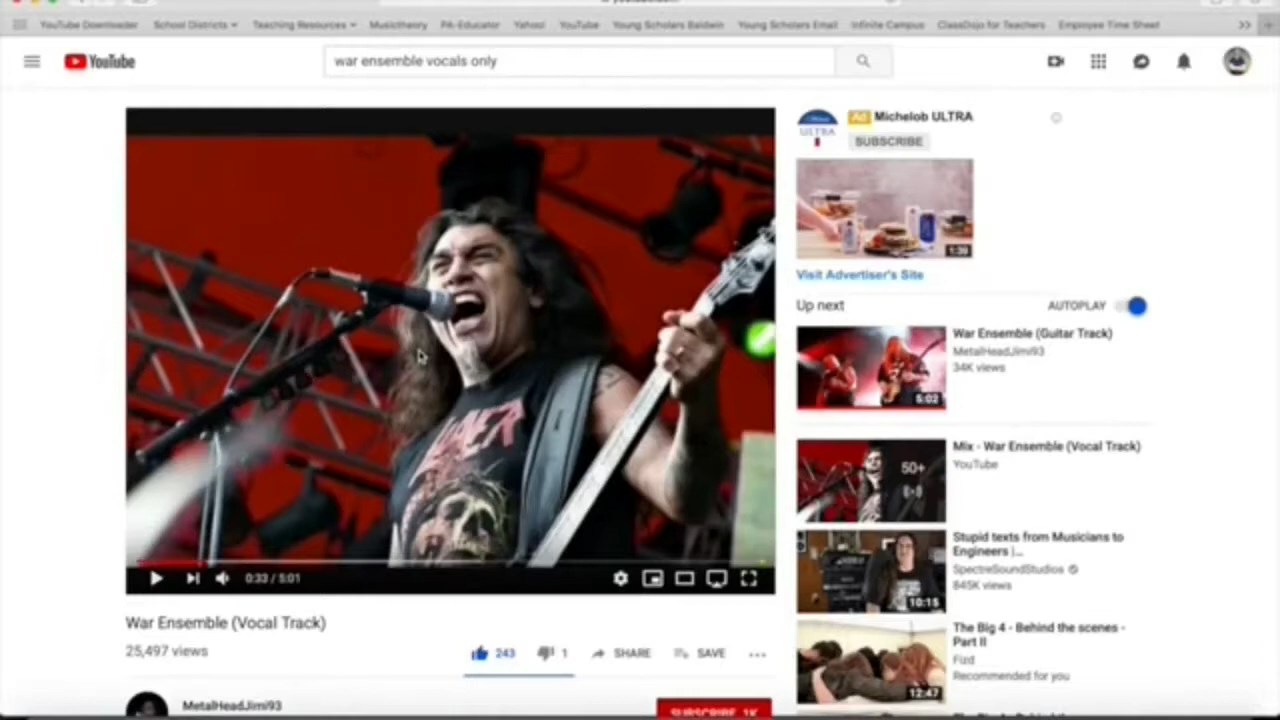 YouTube Downloader School Districts Teaching Resources Musictheory PA-Educator Yahoo! YouTube Young Scholars Baldwin Young Scholars Email Infinite Campus ClassDojo for Teachers Employee Time Sheet
YouTube
war ensemble vocals only
SLAYER
0:33 / 5:01
War Ensemble (Vocal Track)
25,497 views
243
1
SHARE
SAVE
MetalHeadJimi93
SUBSCRIBE 1K
ULTRA
Ad Michelob ULTRA
SUBSCRIBE
1:39
Visit Advertiser's Site
Up next
AUTOPLAY
5:02
War Ensemble (Guitar Track)
MetalHeadJimi93
34K views
50+
Mix - War Ensemble (Vocal Track)
YouTube
10:15
Stupid texts from Musicians to
Engineers |...
SpectreSoundStudios
845K views
12:47
The Big 4 - Behind the scenes -
Part II
Fizd
Recommended for you